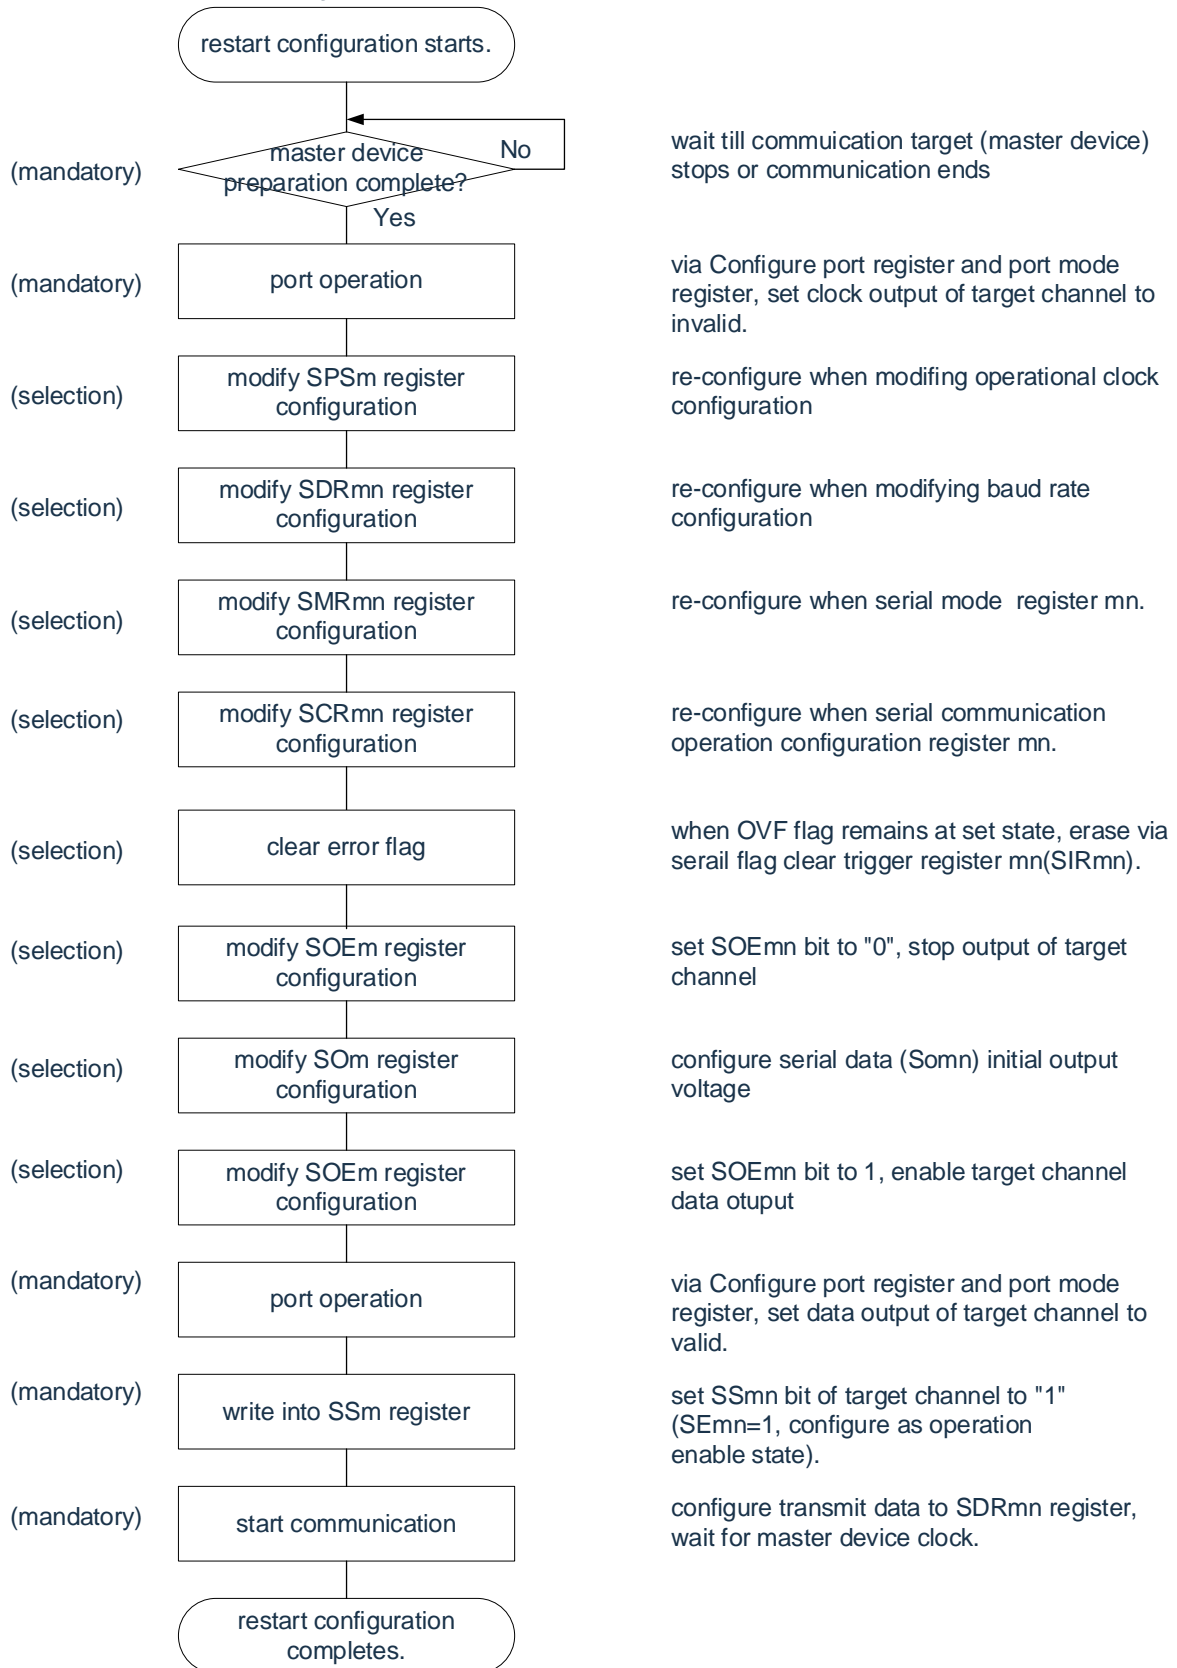 restart configuration starts.
(mandatory)
master device
preparation complete?
No
Yes
wait till commuication target (master device)
stops or communication ends
(mandatory)
port operation
via Configure port register and port mode
register, set clock output of target channel to
invalid.
(selection)
modify SPSm register
configuration
re-configure when modifing operational clock
configuration
(selection)
modify SDRmn register
configuration
re-configure when modifying baud rate
configuration
(selection)
modify SMRmn register
configuration
re-configure when serial mode  register mn.
(selection)
modify SCRmn register
configuration
re-configure when serial communication
operation configuration register mn.
(selection)
clear error flag
when OVF flag remains at set state, erase via
serail flag clear trigger register mn(SIRmn).
(selection)
modify SOEm register
configuration
set SOEmn bit to "0", stop output of target
channel
(selection)
modify SOm register
configuration
configure serial data (Somn) initial output
voltage
(selection)
modify SOEm register
configuration
set SOEmn bit to 1, enable target channel
data otuput
(mandatory)
port operation
via Configure port register and port mode
register, set data output of target channel to
valid.
(mandatory)
write into SSm register
set SSmn bit of target channel to "1"
(SEmn=1, configure as operation
enable state).
(mandatory)
start communication
configure transmit data to SDRmn register,
wait for master device clock.
restart configuration
completes.